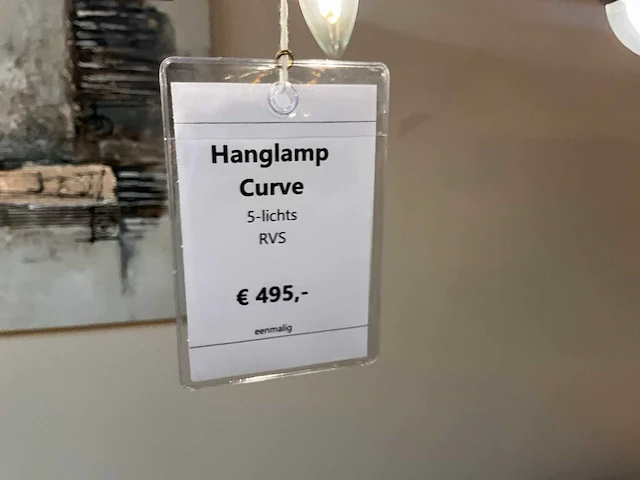 Hanglamp
Curve
5-lichts
RVS
€ 495,-
eenmalig